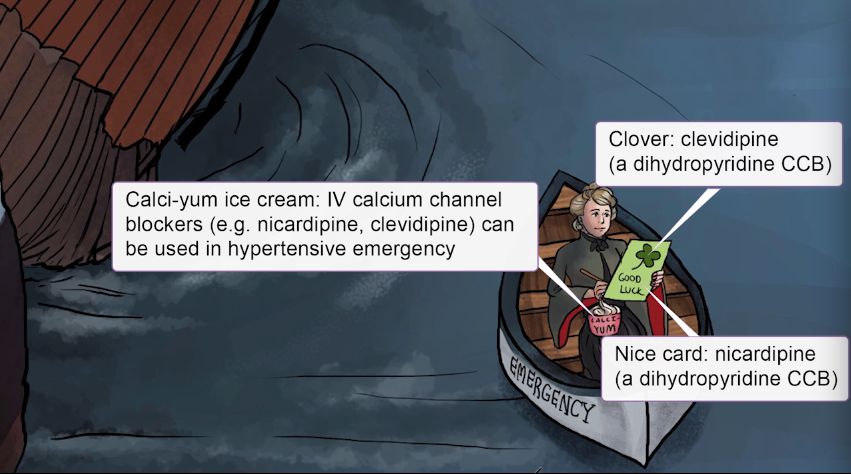 Clover: clevidipine
(a dihydropyridine CCB)
Calci-yum ice cream: IV calcium channel
blockers (e.g. nicardipine, clevidipine) can
be used in hypertensive emergency
GOOD
LUCK
CALCI-
YUM
Nice card: nicardipine
(a dihydropyridine CCB)
EMERGENCY